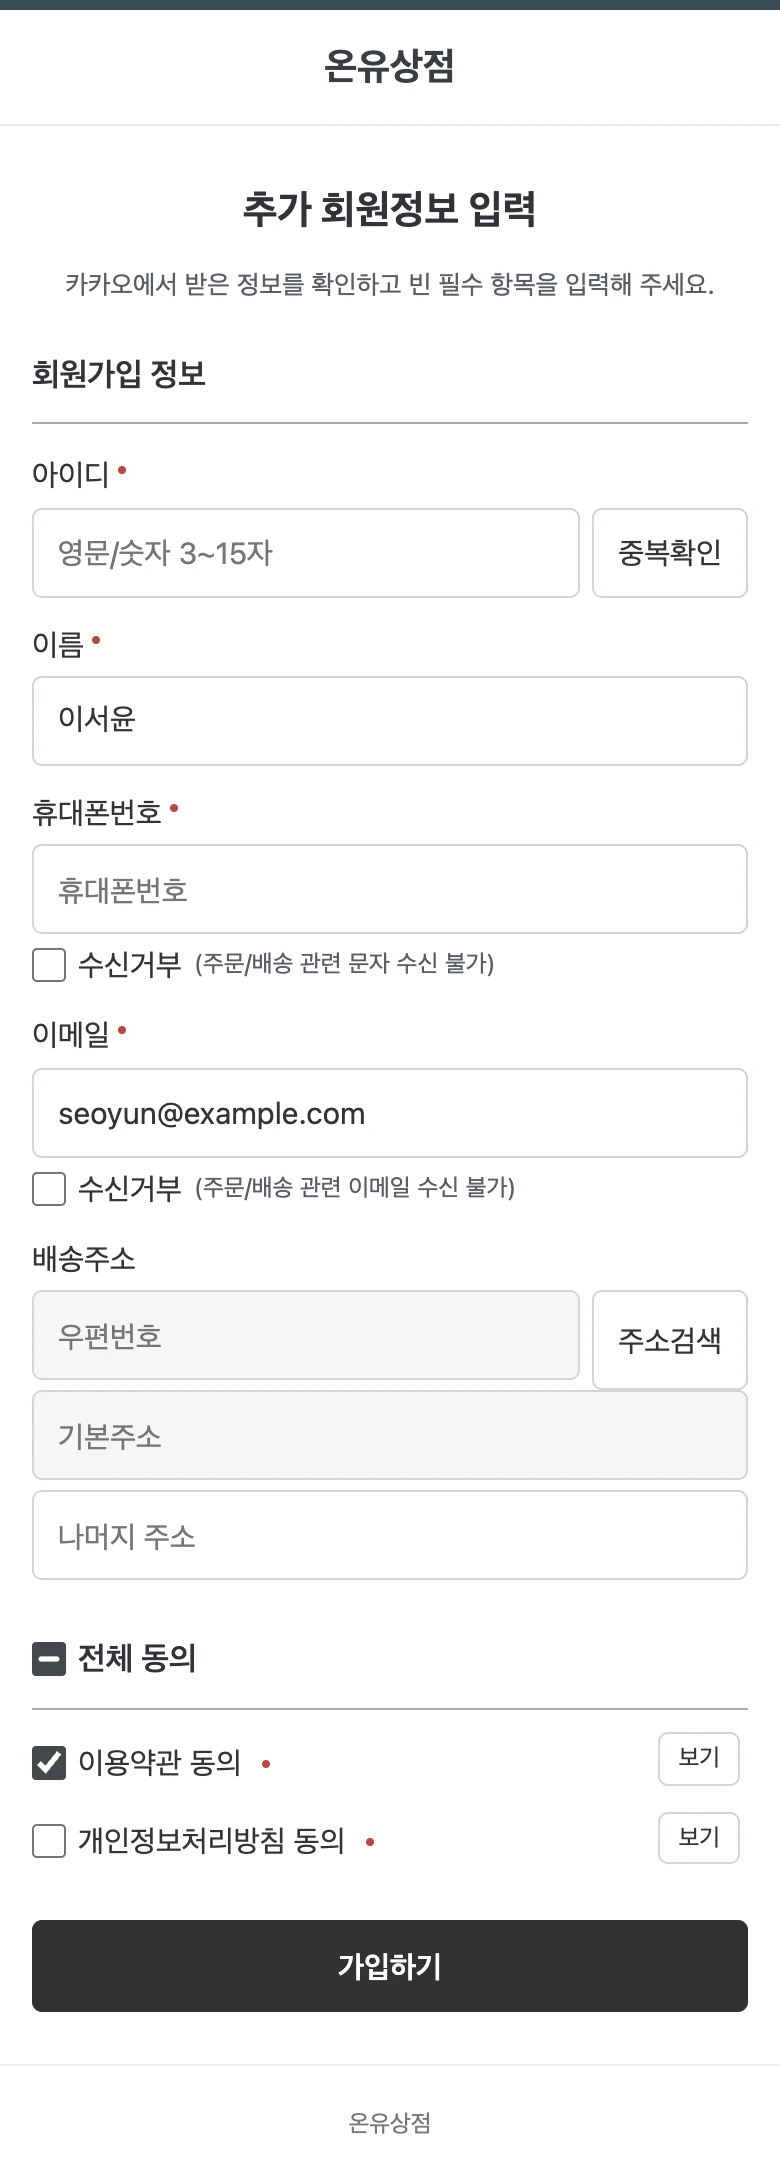 온유상점
추가 회원정보 입력
카카오에서 받은 정보를 확인하고 빈 필수 항목을 입력해 주세요.
회원가입 정보
아이디
영문/숫자 3~15자 중복확인
이름
이서윤
휴대폰번호
휴대폰번호
수신거부 (주문/배송 관련 문자 수신 불가)
이메일
seoyun@example.com
수신거부 (주문/배송 관련 이메일 수신 불가)
배송주소
우편번호 주소검색
기본주소
나머지 주소
전체 동의
이용약관 동의 보기
개인정보처리방침 동의 보기
가입하기
온유상점